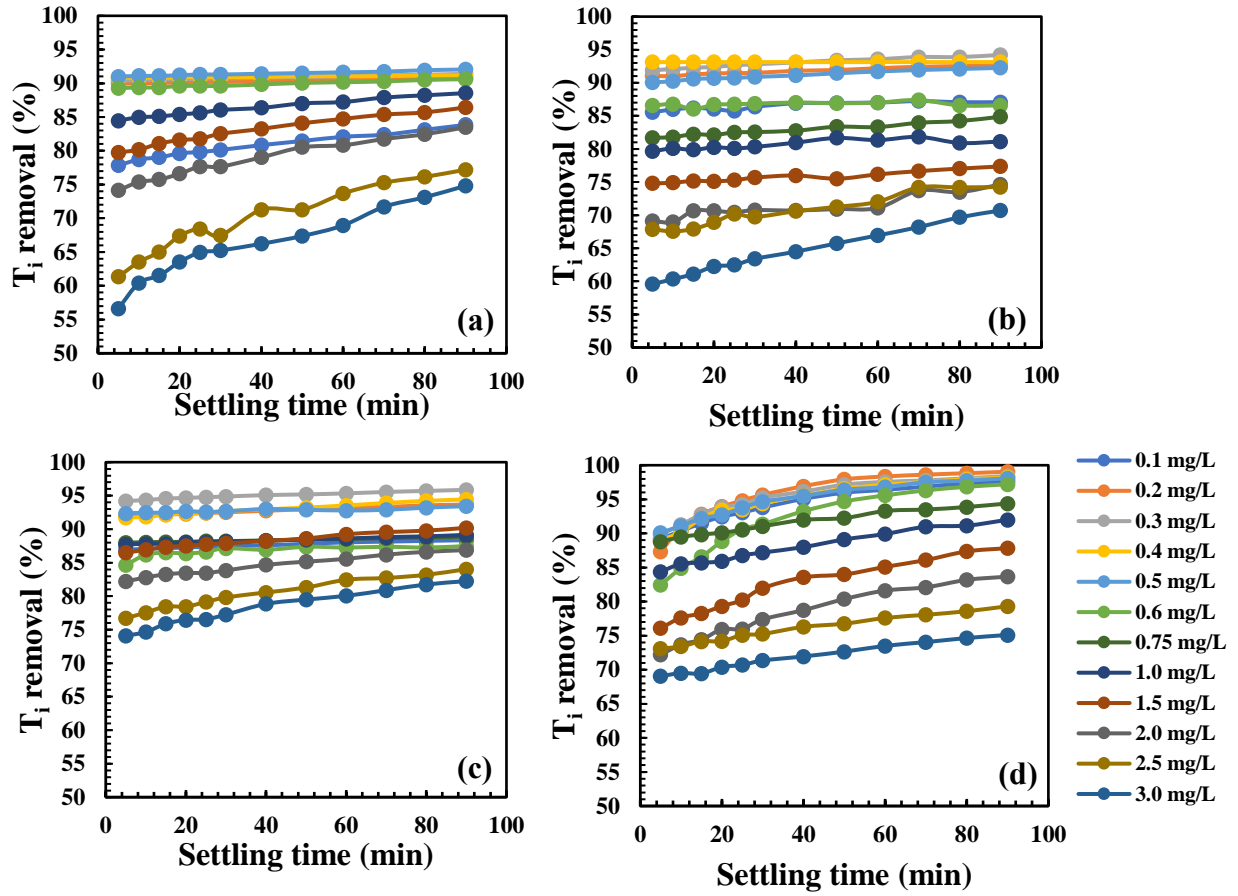 100
95
90
85
80
75
70
65
60
55
50
T_i removal (%)
(a)
0 20 40 60 80 100
Settling time (min)
100
95
90
85
80
75
70
65
60
55
50
T_i removal (%)
(b)
0 20 40 60 80 100
Settling time (min)
100
95
90
85
80
75
70
65
60
55
50
T_i removal (%)
(c)
0 20 40 60 80 100
Settling time (min)
100
95
90
85
80
75
70
65
60
55
50
T_i removal (%)
(d)
0 20 40 60 80 100
Settling time (min)
0.1 mg/L
0.2 mg/L
0.3 mg/L
0.4 mg/L
0.5 mg/L
0.6 mg/L
0.75 mg/L
1.0 mg/L
1.5 mg/L
2.0 mg/L
2.5 mg/L
3.0 mg/L